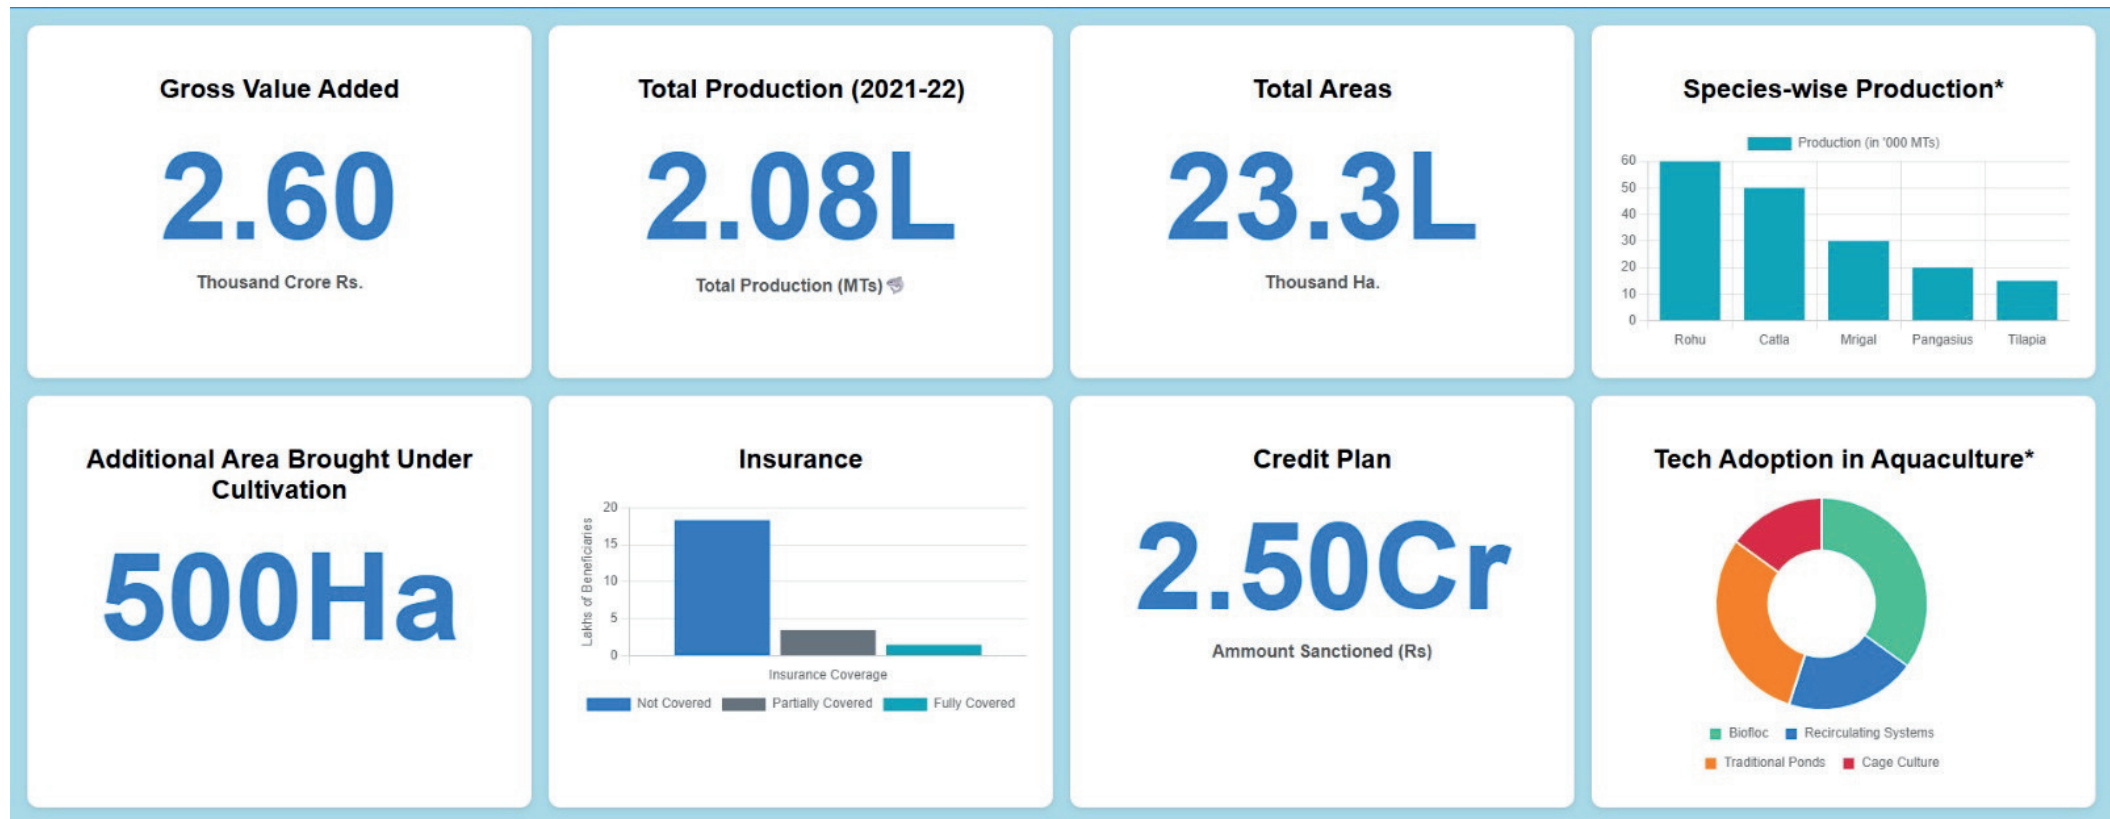 Gross Value Added
2.60
Thousand Crore Rs.
Total Production (2021-22)
2.08L
Total Production (MTs)
Total Areas
23.3L
Thousand Ha.
Species-wise Production*
Production (in '000 MTs)
60
50
40
30
20
10
0
Rohu Catla Mrigal Pangasius Tilapia
Additional Area Brought Under
Cultivation
500Ha
Insurance
Lakhs of Beneficiaries
20
15
10
5
0
Insurance Coverage
Not Covered Partially Covered Fully Covered
Credit Plan
2.50Cr
Ammount Sanctioned (Rs)
Tech Adoption in Aquaculture*
Biofloc Recirculating Systems
Traditional Ponds Cage Culture